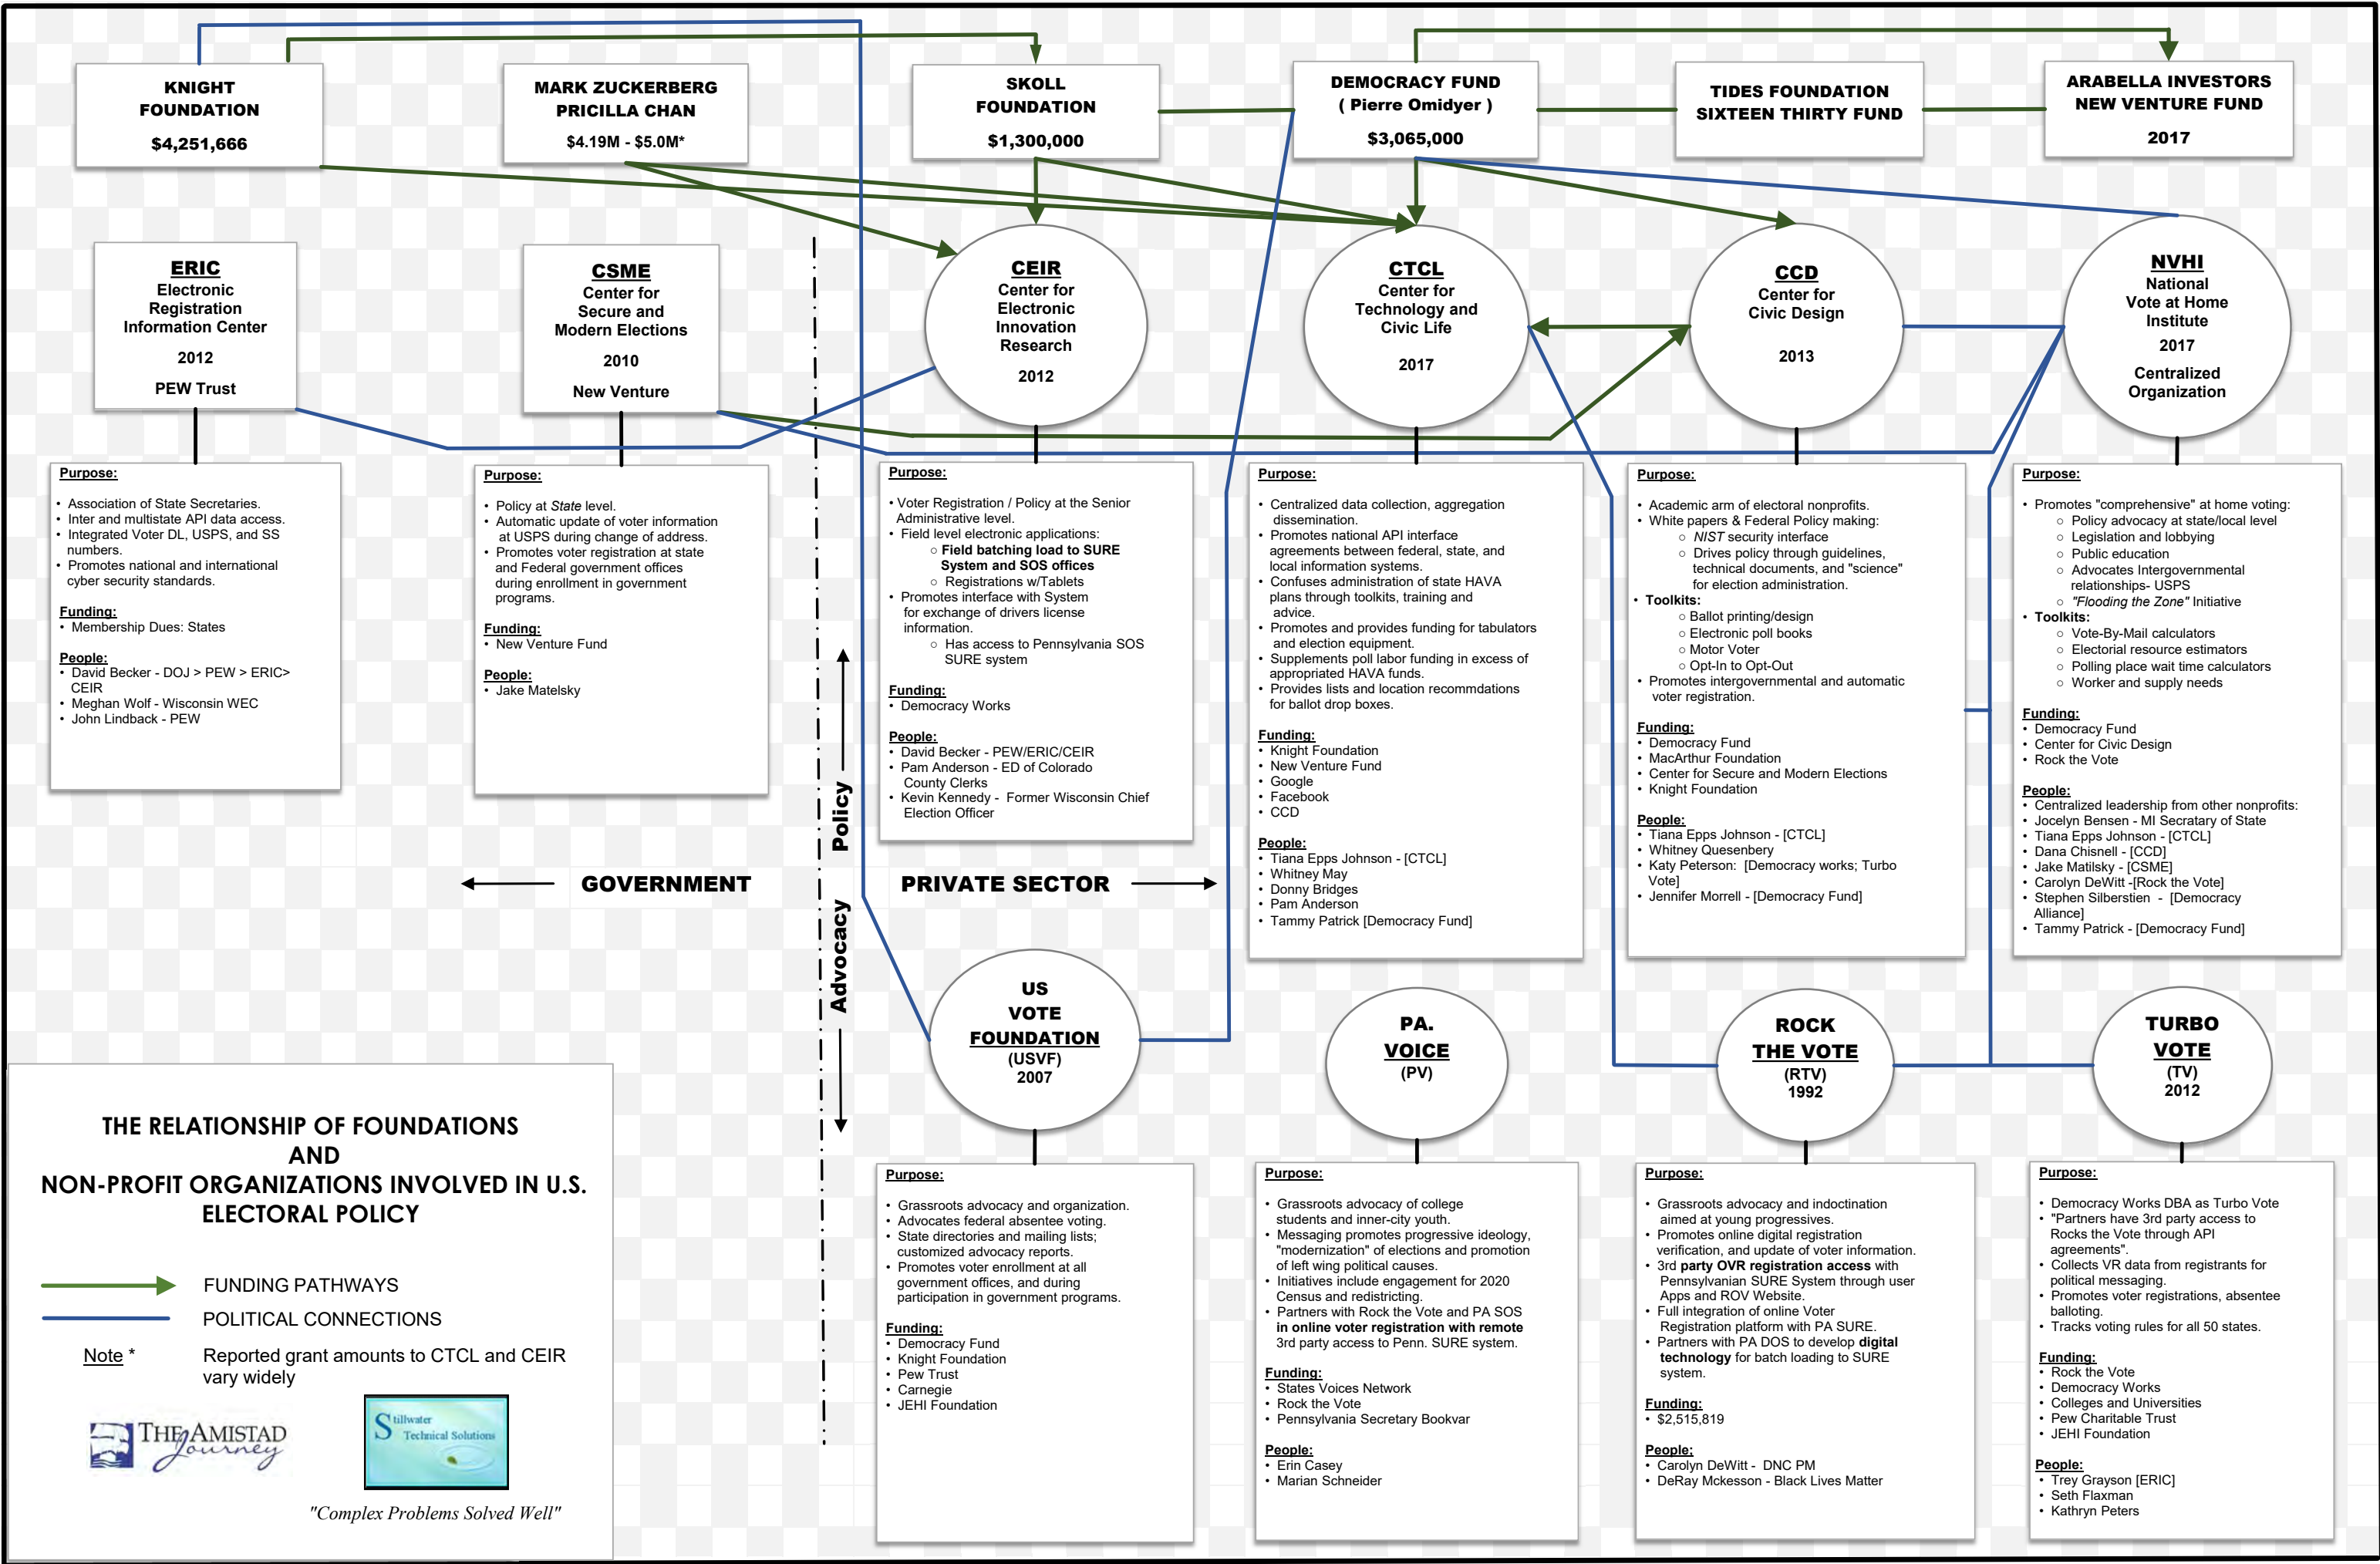 KNIGHT
FOUNDATION
$4,251,666
MARK ZUCKERBERG
PRICILLA CHAN
$4.19M - $5.0M*
SKOLL
FOUNDATION
$1,300,000
DEMOCRACY FUND
( Pierre Omidyer )
$3,065,000
TIDES FOUNDATION
SIXTEEN THIRTY FUND
ARABELLA INVESTORS
NEW VENTURE FUND
2017
ERIC
Electronic
Registration
Information Center
2012
PEW Trust
CSME
Center for
Secure and
Modern Elections
2010
New Venture
CEIR
Center for
Electronic
Innovation
Research
2012
CTCL
Center for
Technology and
Civic Life
2017
CCD
Center for
Civic Design
2013
NVHI
National
Vote at Home
Institute
2017
Centralized
Organization
Purpose:
• Association of State Secretaries.
• Inter and multistate API data access.
• Integrated Voter DL, USPS, and SS
numbers.
• Promotes national and international
cyber security standards.
Funding:
• Membership Dues: States
People:
• David Becker - DOJ > PEW > ERIC>
CEIR
• Meghan Wolf - Wisconsin WEC
• John Lindback - PEW
Purpose:
• Policy at State level.
• Automatic update of voter information
at USPS during change of address.
• Promotes voter registration at state
and Federal government offices
during enrollment in government
programs.
Funding:
• New Venture Fund
People:
• Jake Matelsky
Purpose:
• Voter Registration / Policy at the Senior
Administrative level.
• Field level electronic applications:
○ Field batching load to SURE
System and SOS offices
○ Registrations w/Tablets
• Promotes interface with System
for exchange of drivers license
information.
○ Has access to Pennsylvania SOS
SURE system
Funding:
• Democracy Works
People:
• David Becker - PEW/ERIC/CEIR
• Pam Anderson - ED of Colorado
County Clerks
• Kevin Kennedy - Former Wisconsin Chief
Election Officer
Purpose:
• Centralized data collection, aggregation
dissemination.
• Promotes national API interface
agreements between federal, state, and
local information systems.
• Confuses administration of state HAVA
plans through toolkits, training and
advice.
• Promotes and provides funding for tabulators
and election equipment.
• Supplements poll labor funding in excess of
appropriated HAVA funds.
• Provides lists and location recommdations
for ballot drop boxes.
Funding:
• Knight Foundation
• New Venture Fund
• Google
• Facebook
• CCD
People:
• Tiana Epps Johnson - [CTCL]
• Whitney May
• Donny Bridges
• Pam Anderson
• Tammy Patrick [Democracy Fund]
Purpose:
• Academic arm of electoral nonprofits.
• White papers & Federal Policy making:
○ NIST security interface
○ Drives policy through guidelines,
technical documents, and "science"
for election administration.
• Toolkits:
○ Ballot printing/design
○ Electronic poll books
○ Motor Voter
○ Opt-In to Opt-Out
• Promotes intergovernmental and automatic
voter registration.
Funding:
• Democracy Fund
• MacArthur Foundation
• Center for Secure and Modern Elections
• Knight Foundation
People:
• Tiana Epps Johnson - [CTCL]
• Whitney Quesenbery
• Katy Peterson: [Democracy works; Turbo
Vote]
• Jennifer Morrell - [Democracy Fund]
Purpose:
• Promotes "comprehensive" at home voting:
○ Policy advocacy at state/local level
○ Legislation and lobbying
○ Public education
○ Advocates Intergovernmental
relationships- USPS
○ "Flooding the Zone" Initiative
• Toolkits:
○ Vote-By-Mail calculators
○ Electorial resource estimators
○ Polling place wait time calculators
○ Worker and supply needs
Funding:
• Democracy Fund
• Center for Civic Design
• Rock the Vote
People:
• Centralized leadership from other nonprofits:
• Jocelyn Bensen - MI Secratary of State
• Tiana Epps Johnson - [CTCL]
• Dana Chisnell - [CCD]
• Jake Matilsky - [CSME]
• Carolyn DeWitt -[Rock the Vote]
• Stephen Silberstien - [Democracy
Alliance]
• Tammy Patrick - [Democracy Fund]
Policy
GOVERNMENT
PRIVATE SECTOR
Advocacy
US
VOTE
FOUNDATION
(USVF)
2007
PA.
VOICE
(PV)
ROCK
THE VOTE
(RTV)
1992
TURBO
VOTE
(TV)
2012
Purpose:
• Grassroots advocacy and organization.
• Advocates federal absentee voting.
• State directories and mailing lists;
customized advocacy reports.
• Promotes voter enrollment at all
government offices, and during
participation in government programs.
Funding:
• Democracy Fund
• Knight Foundation
• Pew Trust
• Carnegie
• JEHI Foundation
Purpose:
• Grassroots advocacy of college
students and inner-city youth.
• Messaging promotes progressive ideology,
"modernization" of elections and promotion
of left wing political causes.
• Initiatives include engagement for 2020
Census and redistricting.
• Partners with Rock the Vote and PA SOS
in online voter registration with remote
3rd party access to Penn. SURE system.
Funding:
• States Voices Network
• Rock the Vote
• Pennsylvania Secretary Bookvar
People:
• Erin Casey
• Marian Schneider
Purpose:
• Grassroots advocacy and indoctination
aimed at young progressives.
• Promotes online digital registration
verification, and update of voter information.
• 3rd party OVR registration access with
Pennsylvanian SURE System through user
Apps and ROV Website.
• Full integration of online Voter
Registration platform with PA SURE.
• Partners with PA DOS to develop digital
technology for batch loading to SURE
system.
Funding:
• $2,515,819
People:
• Carolyn DeWitt - DNC PM
• DeRay Mckesson - Black Lives Matter
Purpose:
• Democracy Works DBA as Turbo Vote
• "Partners have 3rd party access to
Rocks the Vote through API
agreements".
• Collects VR data from registrants for
political messaging.
• Promotes voter registrations, absentee
balloting.
• Tracks voting rules for all 50 states.
Funding:
• Rock the Vote
• Democracy Works
• Colleges and Universities
• Pew Charitable Trust
• JEHI Foundation
People:
• Trey Grayson [ERIC]
• Seth Flaxman
• Kathryn Peters
THE RELATIONSHIP OF FOUNDATIONS
AND
NON-PROFIT ORGANIZATIONS INVOLVED IN U.S.
ELECTORAL POLICY
FUNDING PATHWAYS
POLITICAL CONNECTIONS
Note * Reported grant amounts to CTCL and CEIR
vary widely
THE AMISTAD
Journey
Stillwater
Technical Solutions
"Complex Problems Solved Well"